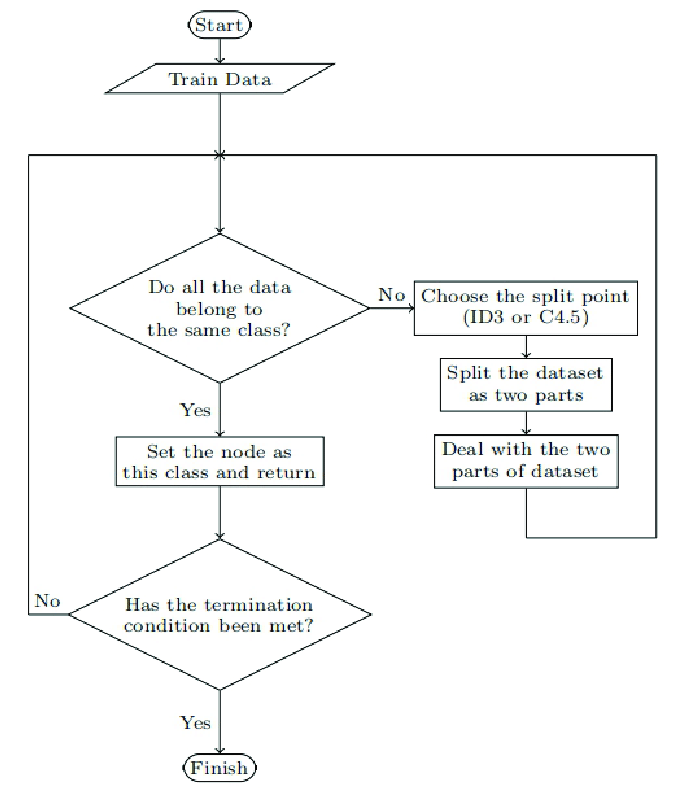 Start
Train Data
Do all the data
belong to
the same class?
No
Choose the split point
(ID3 or C4.5)
Split the dataset
as two parts
Yes
Set the node as
this class and return
Deal with the two
parts of dataset
No
Has the termination
condition been met?
Yes
Finish